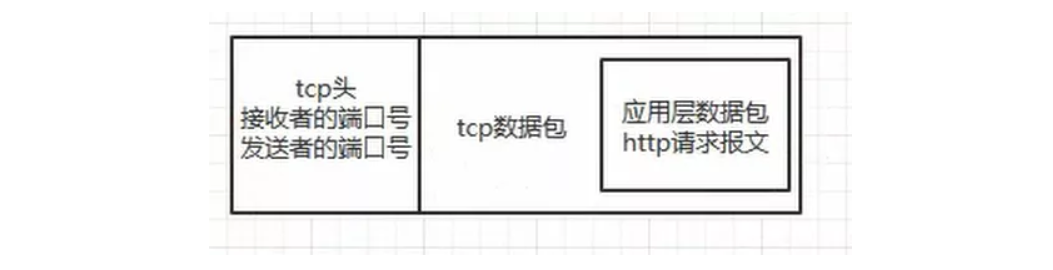 tcp头
接收者的端口号
发送者的端口号
tcp数据包
应用层数据包
http请求报文